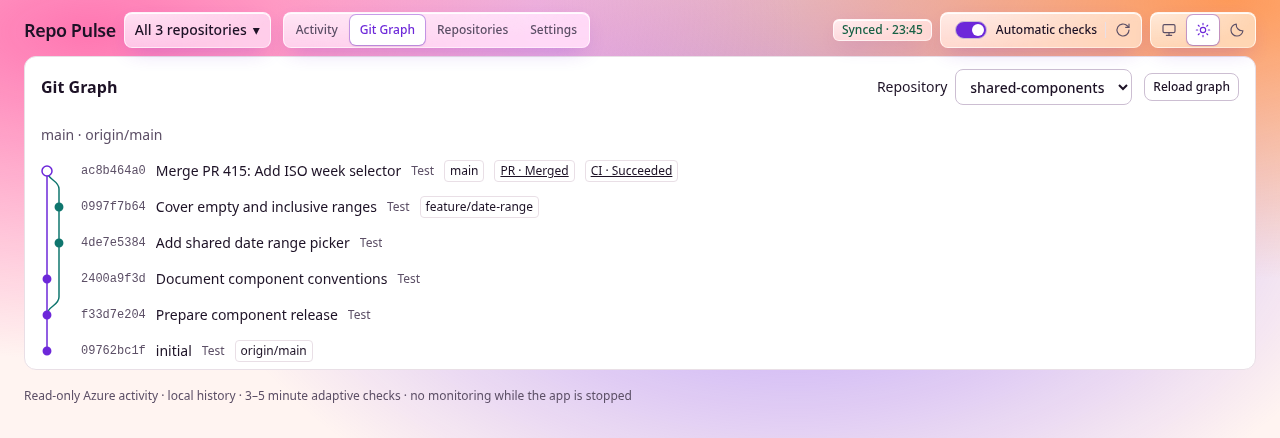 Repo Pulse All 3 repositories ▾ Activity Git Graph Repositories Settings Synced · 23:45 Automatic checks
Git Graph Repository shared-components Reload graph
main · origin/main
ac8b464a0 Merge PR 415: Add ISO week selector Test main PR · Merged CI · Succeeded
0997f7b64 Cover empty and inclusive ranges Test feature/date-range
4de7e5384 Add shared date range picker Test
2400a9f3d Document component conventions Test
f33d7e204 Prepare component release Test
09762bc1f initial Test origin/main
Read-only Azure activity · local history · 3–5 minute adaptive checks · no monitoring while the app is stopped